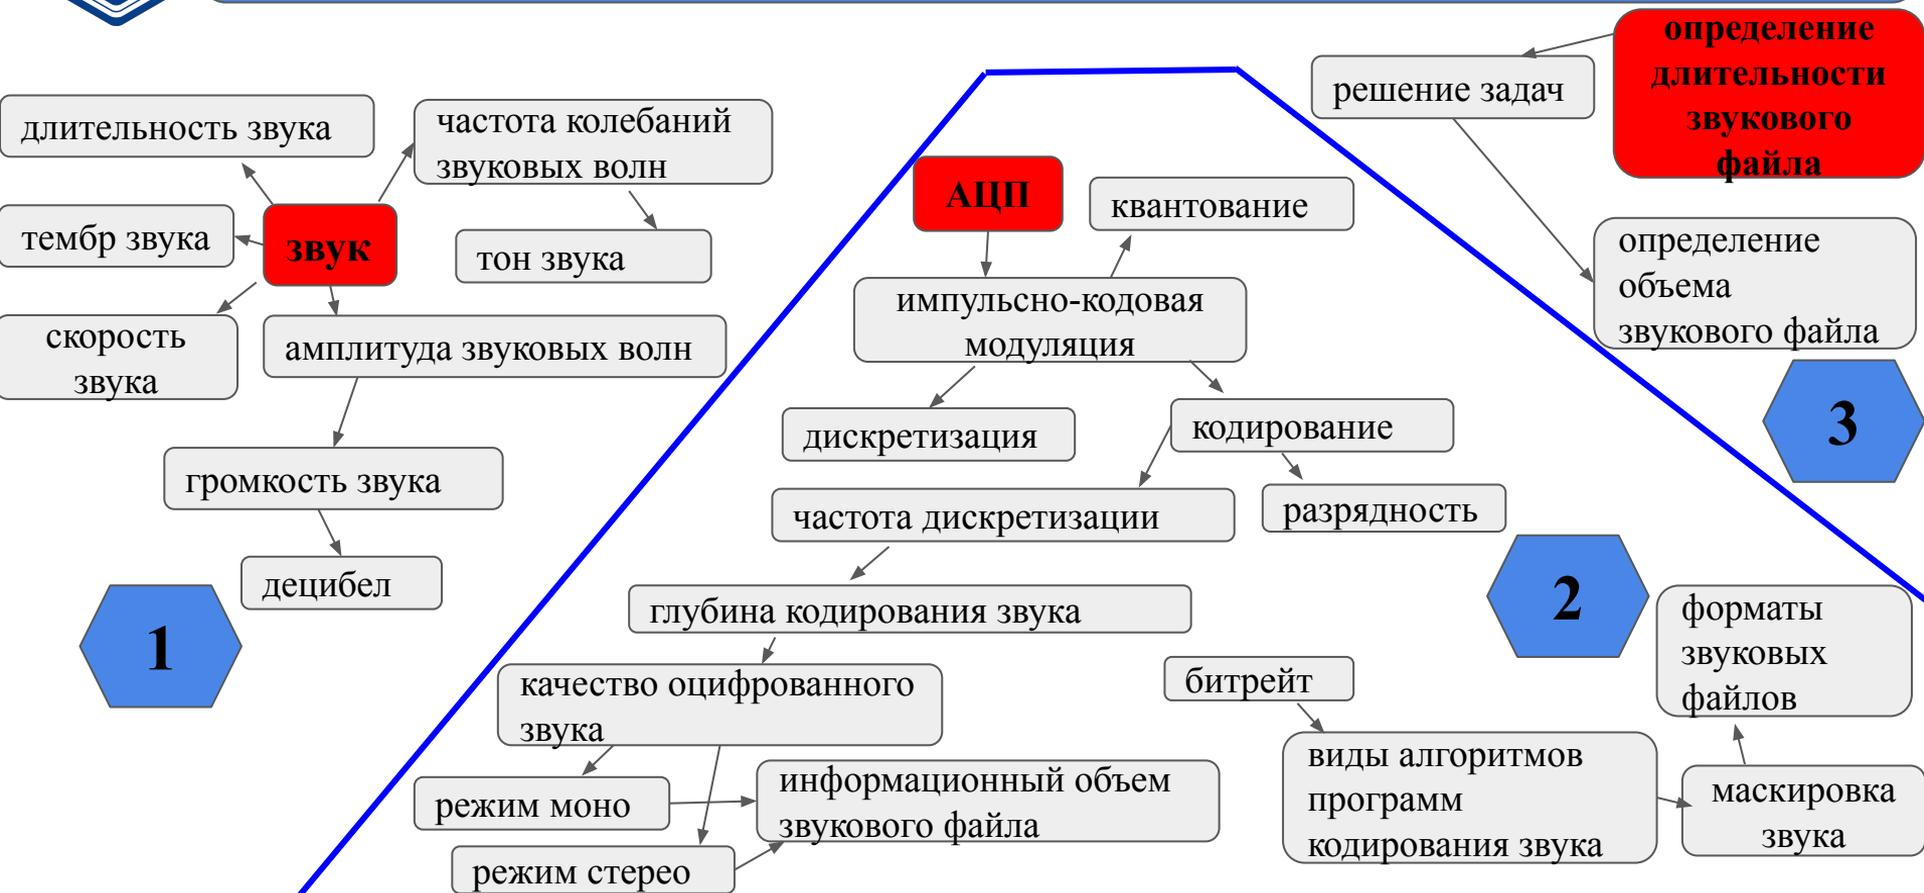 длительность звука
частота колебаний
звуковых волн
тембр звука
звук
тон звука
скорость
звука
амплитуда звуковых волн
громкость звука
децибел
1
АЦП
квантование
импульсно-кодовая
модуляция
дискретизация
кодирование
частота дискретизации
разрядность
глубина кодирования звука
качество оцифрованного
звука
режим моно
информационный объем
звукового файла
режим стерео
2
битрейт
виды алгоритмов
программ
кодирования звука
маскировка
звука
форматы
звуковых
файлов
определение
длительности
звукового
файла
решение задач
определение
объема
звукового файла
3